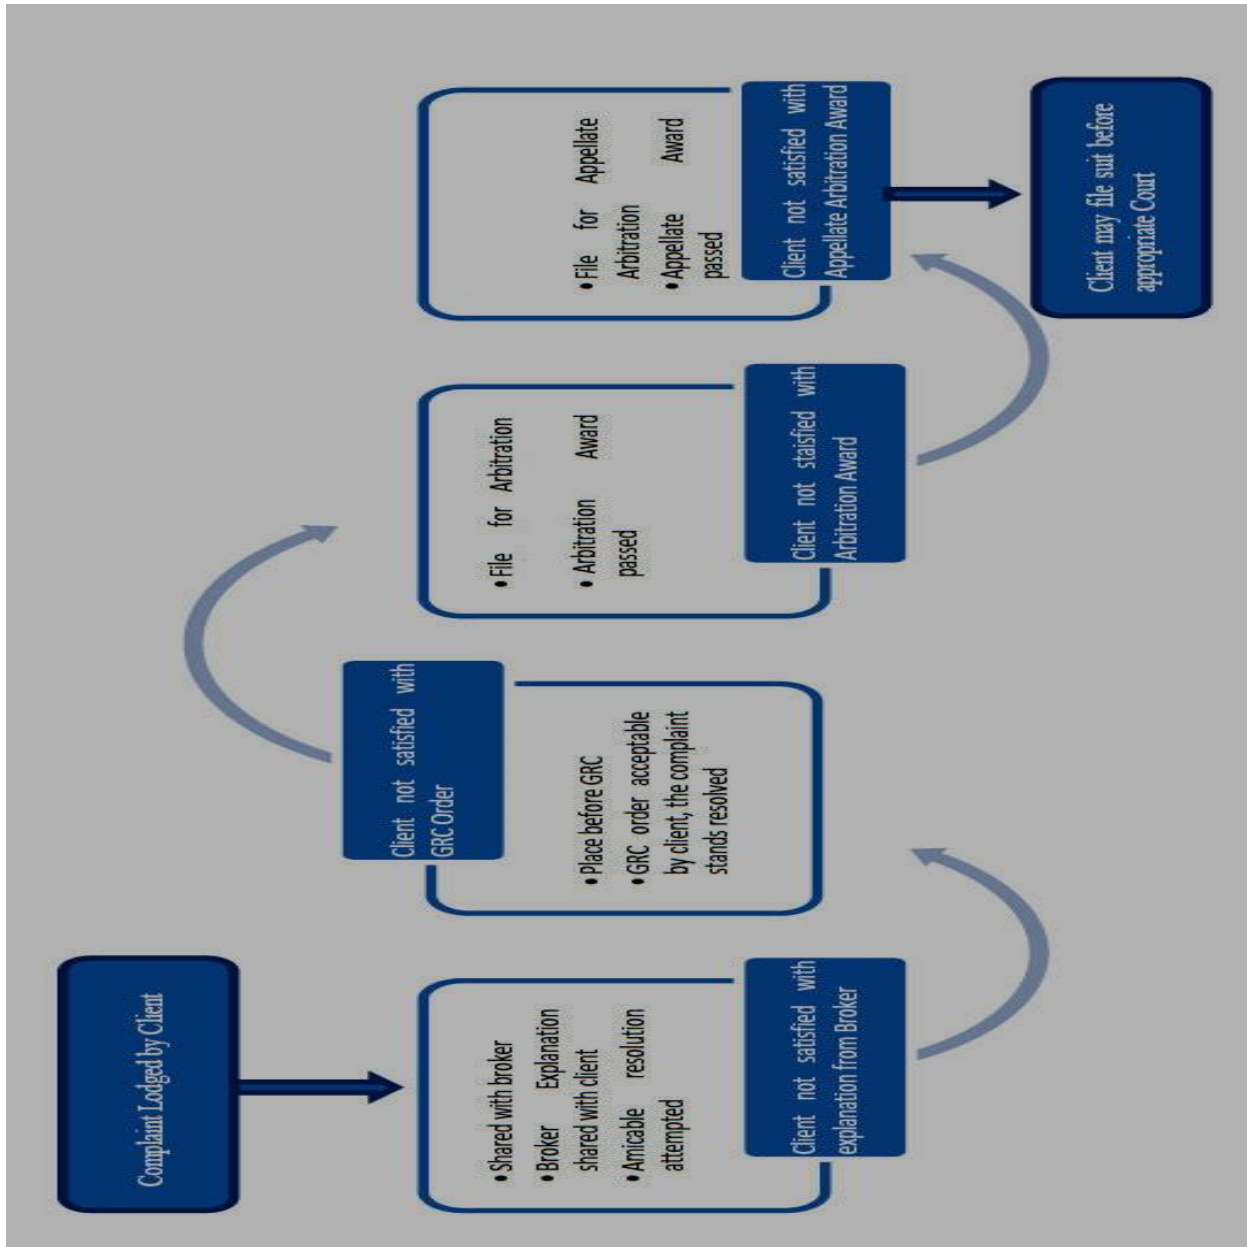 Complaint Lodged by Client
• Shared with broker
• Broker Explanation
shared with client
• Amicable resolution
attempted
Client not satisfied with
explanation from Broker
Client not satisfied with
GRC Order
• Place before GRC
• GRC order acceptable
by client, the complaint
stands resolved
• File for Arbitration
• Arbitration Award
passed
Client not staisfied with
Arbitration Award
• File for Appellate
Arbitration
• Appellate Award
passed
Client not satisfied with
Appellate Arbitration Award
Client may file suit before
appropriate Court